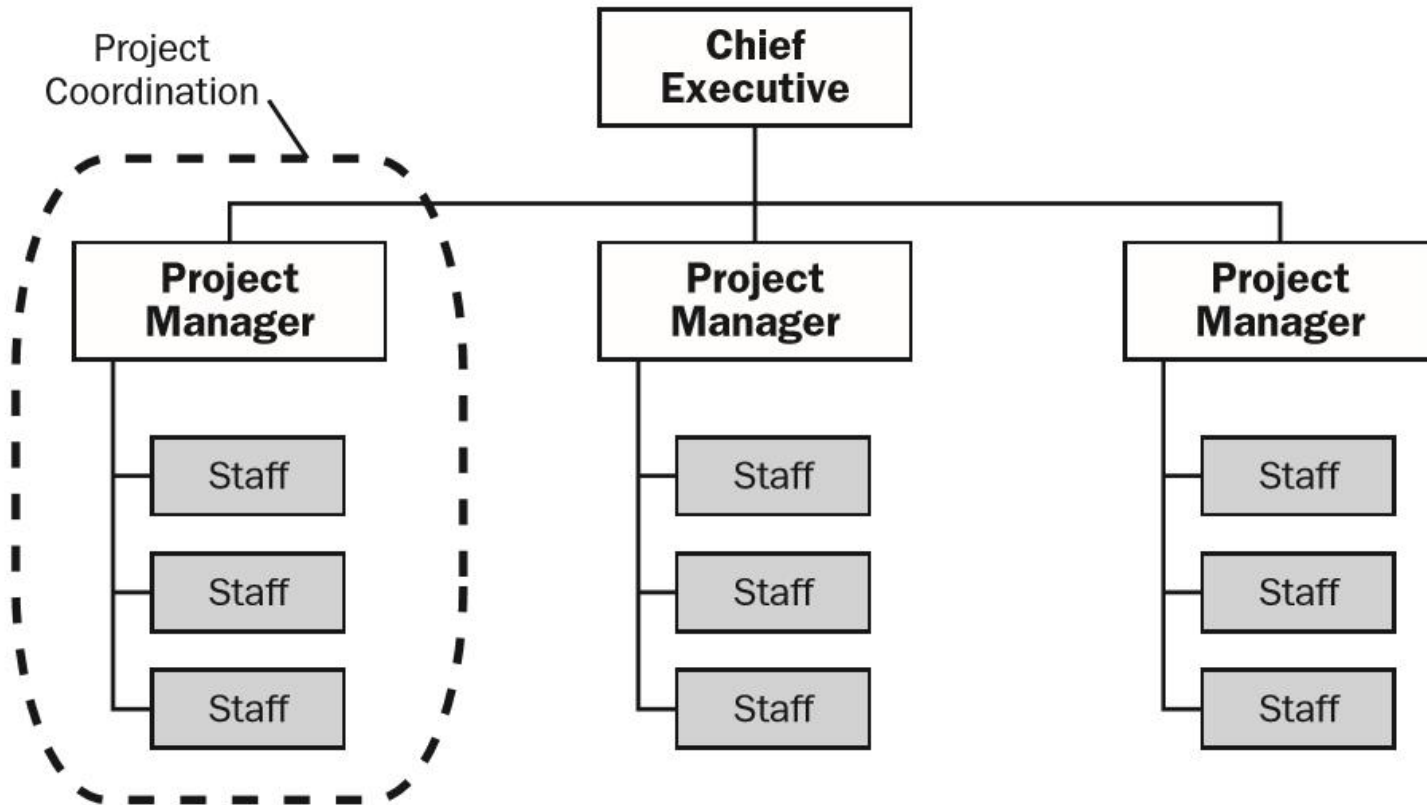 Project
Coordination
Chief
Executive
Project
Manager
Project
Manager
Project
Manager
Staff
Staff
Staff
Staff
Staff
Staff
Staff
Staff
Staff